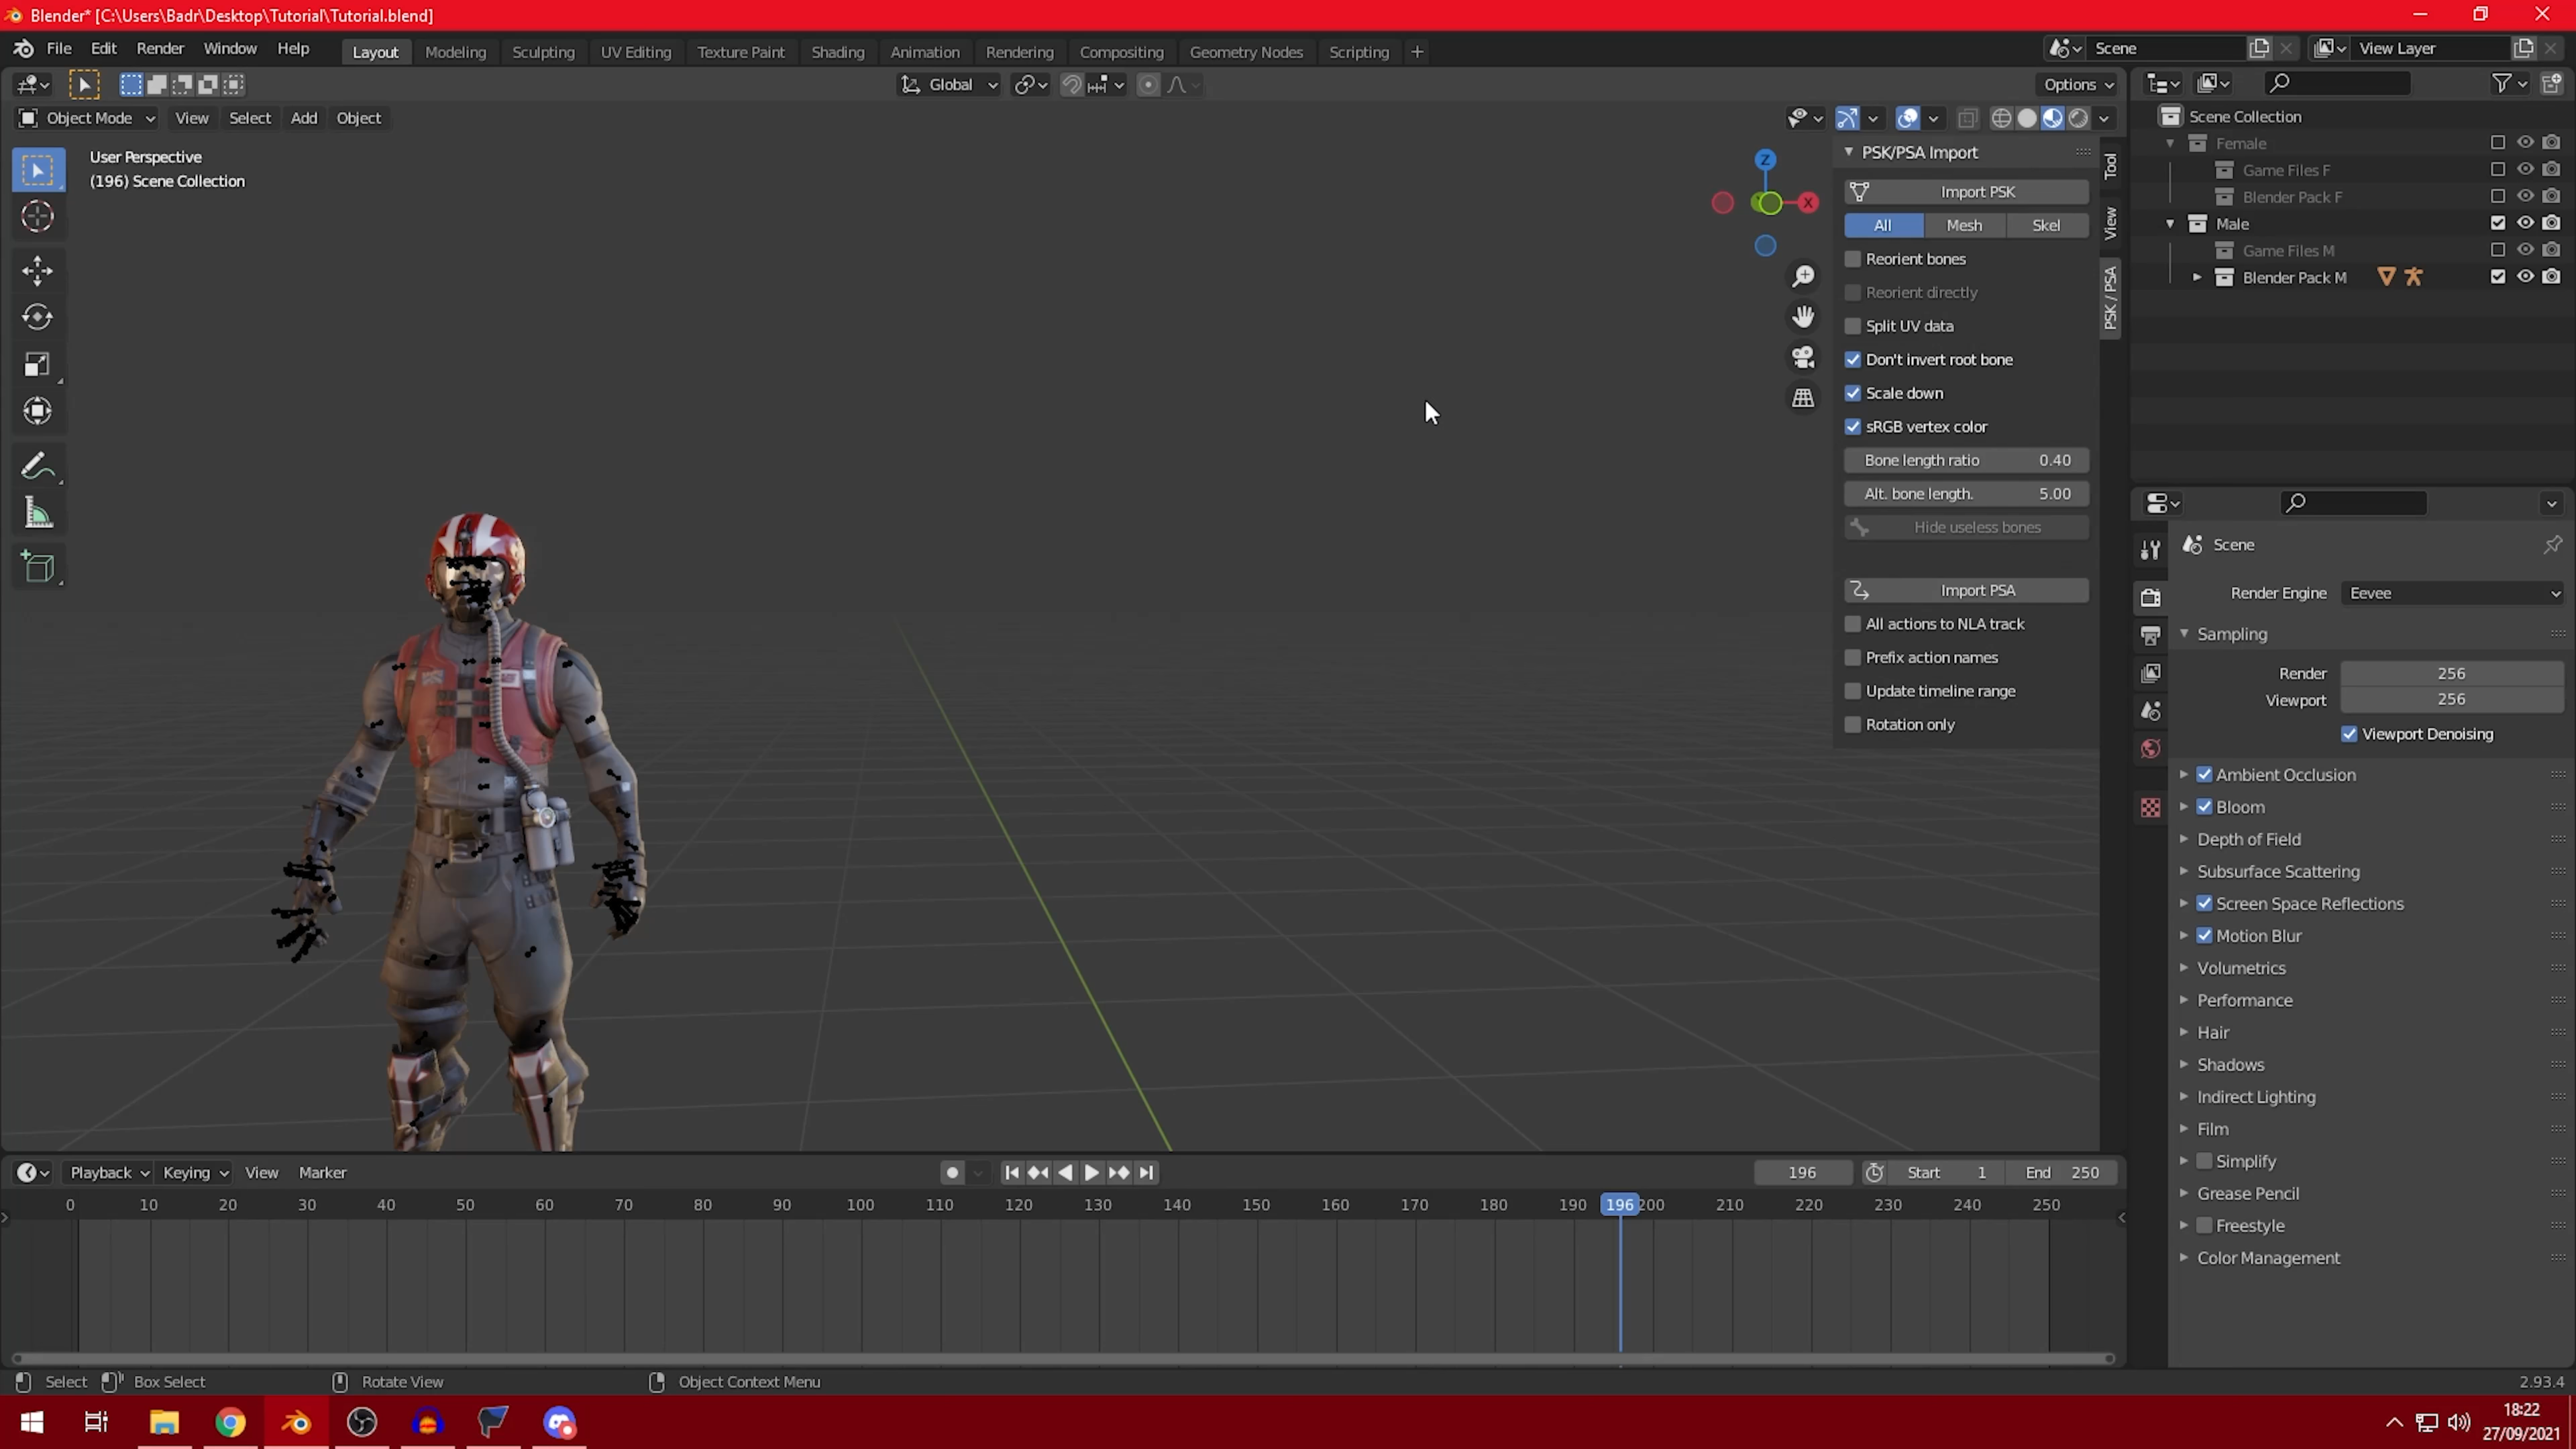 Blender* [C:\Users\Badr\Desktop\Tutorial\Tutorial.blend]
File Edit Render Window Help Layout Modeling Sculpting UV Editing Texture Paint Shading Animation Rendering Compositing Geometry Nodes Scripting + Scene View Layer
Global Options
Object Mode View Select Add Object
User Perspective
(196) Scene Collection
Z
X
PSK/PSA Import
Import PSK
All Mesh Skel
Reorient bones
Reorient directly
Split UV data
Don't invert root bone
Scale down
sRGB vertex color
Bone length ratio 0.40
Alt. bone length. 5.00
Hide useless bones
Import PSA
All actions to NLA track
Prefix action names
Update timeline range
Rotation only
Tool
View
PSK / PSA
Scene Collection
Female
Game Files F
Blender Pack F
Male
Game Files M
Blender Pack M
Scene
Render Engine Eevee
Sampling
Render 256
Viewport 256
Viewport Denoising
Ambient Occlusion
Bloom
Depth of Field
Subsurface Scattering
Screen Space Reflections
Motion Blur
Volumetrics
Performance
Hair
Shadows
Indirect Lighting
Film
Simplify
Grease Pencil
Freestyle
Color Management
Playback Keying View Marker 196 Start 1 End 250
0 10 20 30 40 50 60 70 80 90 100 110 120 130 140 150 160 170 180 190 196 200 210 220 230 240 250
Select Box Select Rotate View Object Context Menu 2.93.4
18:22
27/09/2021